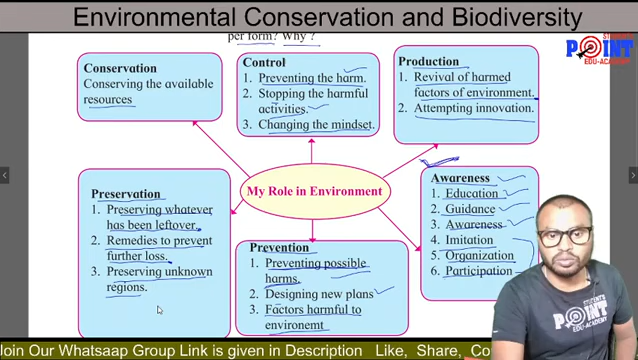 Environmental Conservation and Biodiversity
per form? Why ?
STUDENT'S
POINT
EDU-ACADEMY
Conservation
Conserving the available
resources
Control
1. Preventing the harm.
2. Stopping the harmful
activities.
3. Changing the mindset.
Production
1. Revival of harmed
factors of environment.
2. Attempting innovation.
My Role in Environment
Preservation
1. Preserving whatever
has been leftover.
2. Remedies to prevent
further loss.
3. Preserving unknown
regions.
Prevention
1. Preventing possible
harms.
2. Designing new plans
3. Factors harmful to
environemt
Awareness
1. Education
2. Guidance
3. Awareness
4. Imitation
5. Organization
6. Participation
STUDENT'S
POINT
Join Our Whatsaap Group Link is given in Description Like, Share, Co